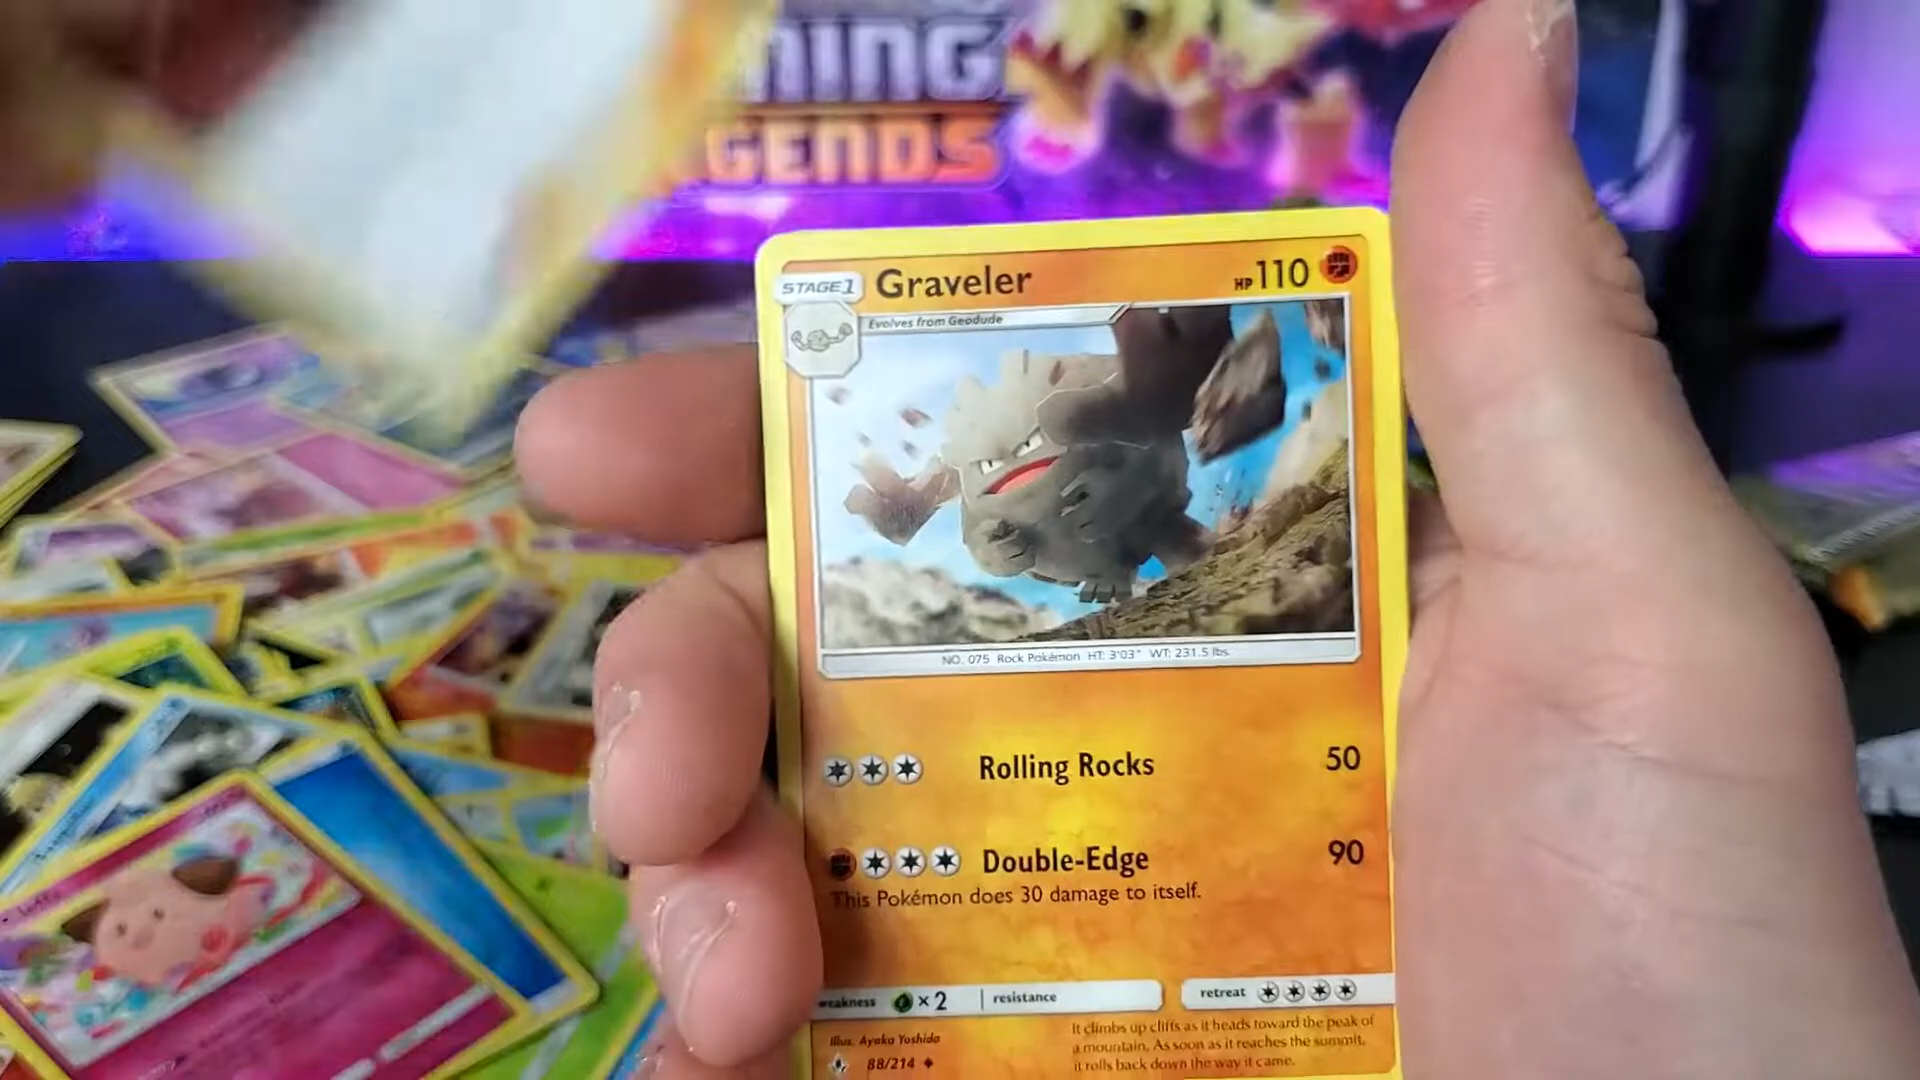 NING
GENDS
STAGE1 Graveler HP110
Evolves from Geodude
NO. 075 Rock Pokémon HT: 3'03" WT: 231.5 lbs.
Rolling Rocks 50
Double-Edge 90
This Pokémon does 30 damage to itself.
weakness ×2 resistance retreat
Illus. Ayaka Yoshida
88/214
It climbs up cliffs as it heads toward the peak of
a mountain. As soon as it reaches the summit,
it rolls back down the way it came.